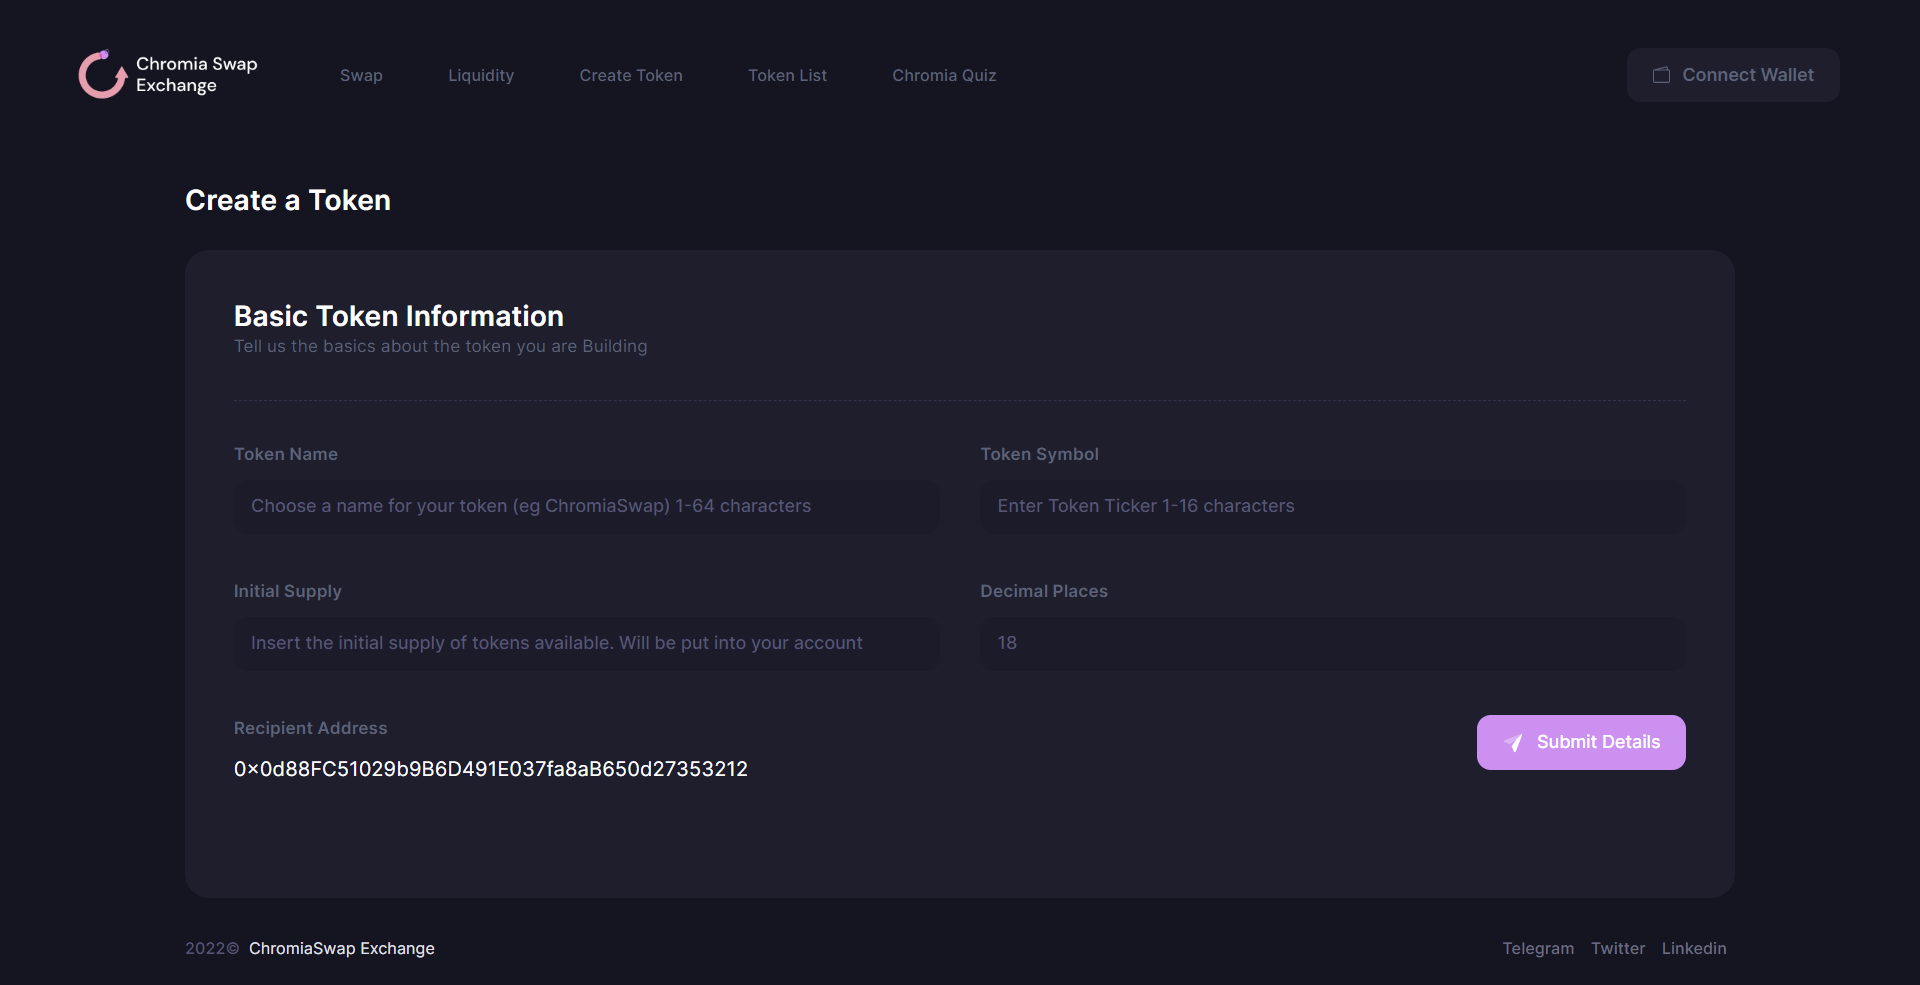 Chromia Swap
Exchange
Swap
Liquidity
Create Token
Token List
Chromia Quiz
Connect Wallet
Create a Token
Basic Token Information
Tell us the basics about the token you are Building
Token Name
Token Symbol
Choose a name for your token (eg ChromiaSwap) 1-64 characters
Enter Token Ticker 1-16 characters
Initial Supply
Decimal Places
Insert the initial supply of tokens available. Will be put into your account
18
Recipient Address
0x0d88FC51029b9B6D491E037fa8aB650d27353212
Submit Details
2022© ChromiaSwap Exchange
Telegram
Twitter
Linkedin